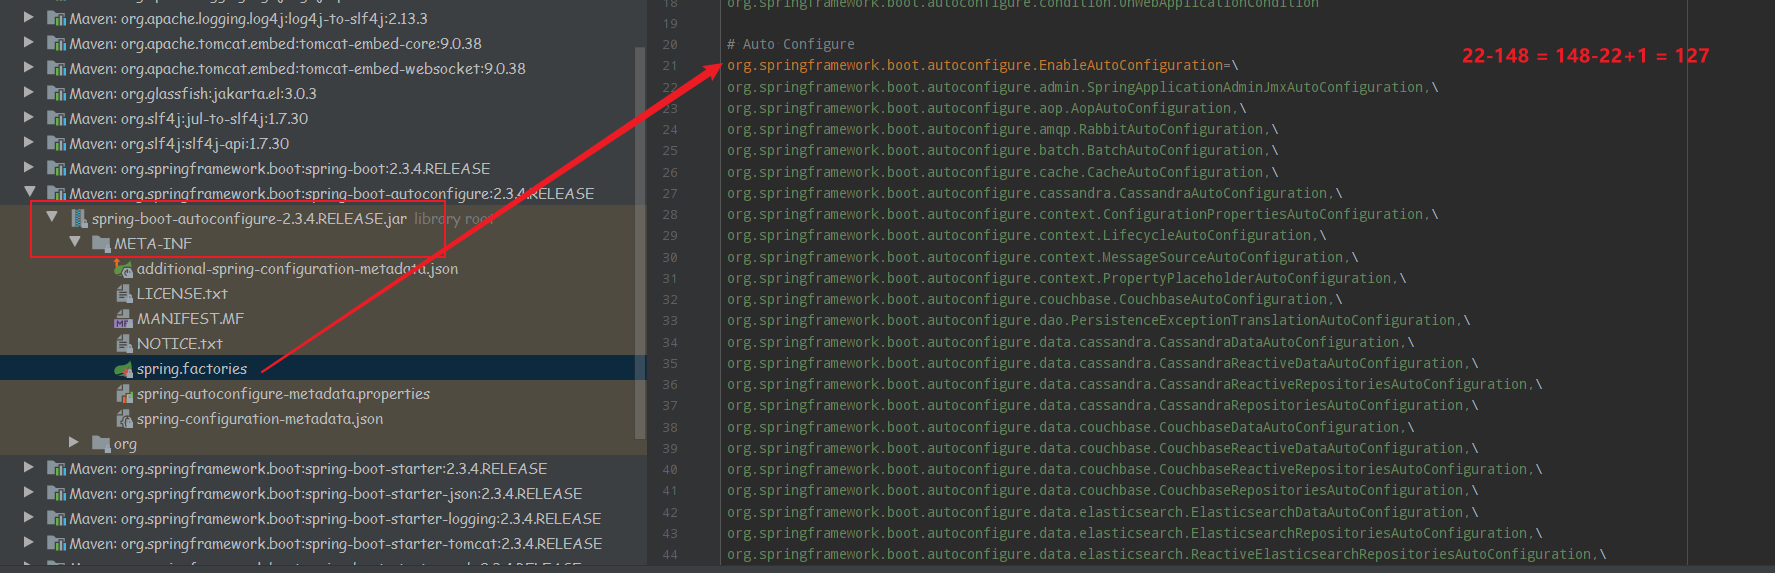 Maven: org.apache.logging.log4j:log4j-to-slf4j:2.13.3
Maven: org.apache.tomcat.embed:tomcat-embed-core:9.0.38
Maven: org.apache.tomcat.embed:tomcat-embed-websocket:9.0.38
Maven: org.glassfish:jakarta.el:3.0.3
Maven: org.slf4j:jul-to-slf4j:1.7.30
Maven: org.slf4j:slf4j-api:1.7.30
Maven: org.springframework.boot:spring-boot:2.3.4.RELEASE
Maven: org.springframework.boot:spring-boot-autoconfigure:2.3.4.RELEASE
spring-boot-autoconfigure-2.3.4.RELEASE.jar library root
META-INF
additional-spring-configuration-metadata.json
LICENSE.txt
MANIFEST.MF
NOTICE.txt
spring.factories
spring-autoconfigure-metadata.properties
spring-configuration-metadata.json
org
Maven: org.springframework.boot:spring-boot-starter:2.3.4.RELEASE
Maven: org.springframework.boot:spring-boot-starter-json:2.3.4.RELEASE
Maven: org.springframework.boot:spring-boot-starter-logging:2.3.4.RELEASE
Maven: org.springframework.boot:spring-boot-starter-tomcat:2.3.4.RELEASE
18 org.springframework.boot.autoconfigure.condition.OnWebApplicationCondition
19
20 # Auto Configure
21 org.springframework.boot.autoconfigure.EnableAutoConfiguration=\
22 org.springframework.boot.autoconfigure.admin.SpringApplicationAdminJmxAutoConfiguration,\
23 org.springframework.boot.autoconfigure.aop.AopAutoConfiguration,\
24 org.springframework.boot.autoconfigure.amqp.RabbitAutoConfiguration,\
25 org.springframework.boot.autoconfigure.batch.BatchAutoConfiguration,\
26 org.springframework.boot.autoconfigure.cache.CacheAutoConfiguration,\
27 org.springframework.boot.autoconfigure.cassandra.CassandraAutoConfiguration,\
28 org.springframework.boot.autoconfigure.context.ConfigurationPropertiesAutoConfiguration,\
29 org.springframework.boot.autoconfigure.context.LifecycleAutoConfiguration,\
30 org.springframework.boot.autoconfigure.context.MessageSourceAutoConfiguration,\
31 org.springframework.boot.autoconfigure.context.PropertyPlaceholderAutoConfiguration,\
32 org.springframework.boot.autoconfigure.couchbase.CouchbaseAutoConfiguration,\
33 org.springframework.boot.autoconfigure.dao.PersistenceExceptionTranslationAutoConfiguration,\
34 org.springframework.boot.autoconfigure.data.cassandra.CassandraDataAutoConfiguration,\
35 org.springframework.boot.autoconfigure.data.cassandra.CassandraReactiveDataAutoConfiguration,\
36 org.springframework.boot.autoconfigure.data.cassandra.CassandraReactiveRepositoriesAutoConfiguration,\
37 org.springframework.boot.autoconfigure.data.cassandra.CassandraRepositoriesAutoConfiguration,\
38 org.springframework.boot.autoconfigure.data.couchbase.CouchbaseDataAutoConfiguration,\
39 org.springframework.boot.autoconfigure.data.couchbase.CouchbaseReactiveDataAutoConfiguration,\
40 org.springframework.boot.autoconfigure.data.couchbase.CouchbaseReactiveRepositoriesAutoConfiguration,\
41 org.springframework.boot.autoconfigure.data.couchbase.CouchbaseRepositoriesAutoConfiguration,\
42 org.springframework.boot.autoconfigure.data.elasticsearch.ElasticsearchDataAutoConfiguration,\
43 org.springframework.boot.autoconfigure.data.elasticsearch.ElasticsearchRepositoriesAutoConfiguration,\
44 org.springframework.boot.autoconfigure.data.elasticsearch.ReactiveElasticsearchRepositoriesAutoConfiguration,\
22-148 = 148-22+1 = 127